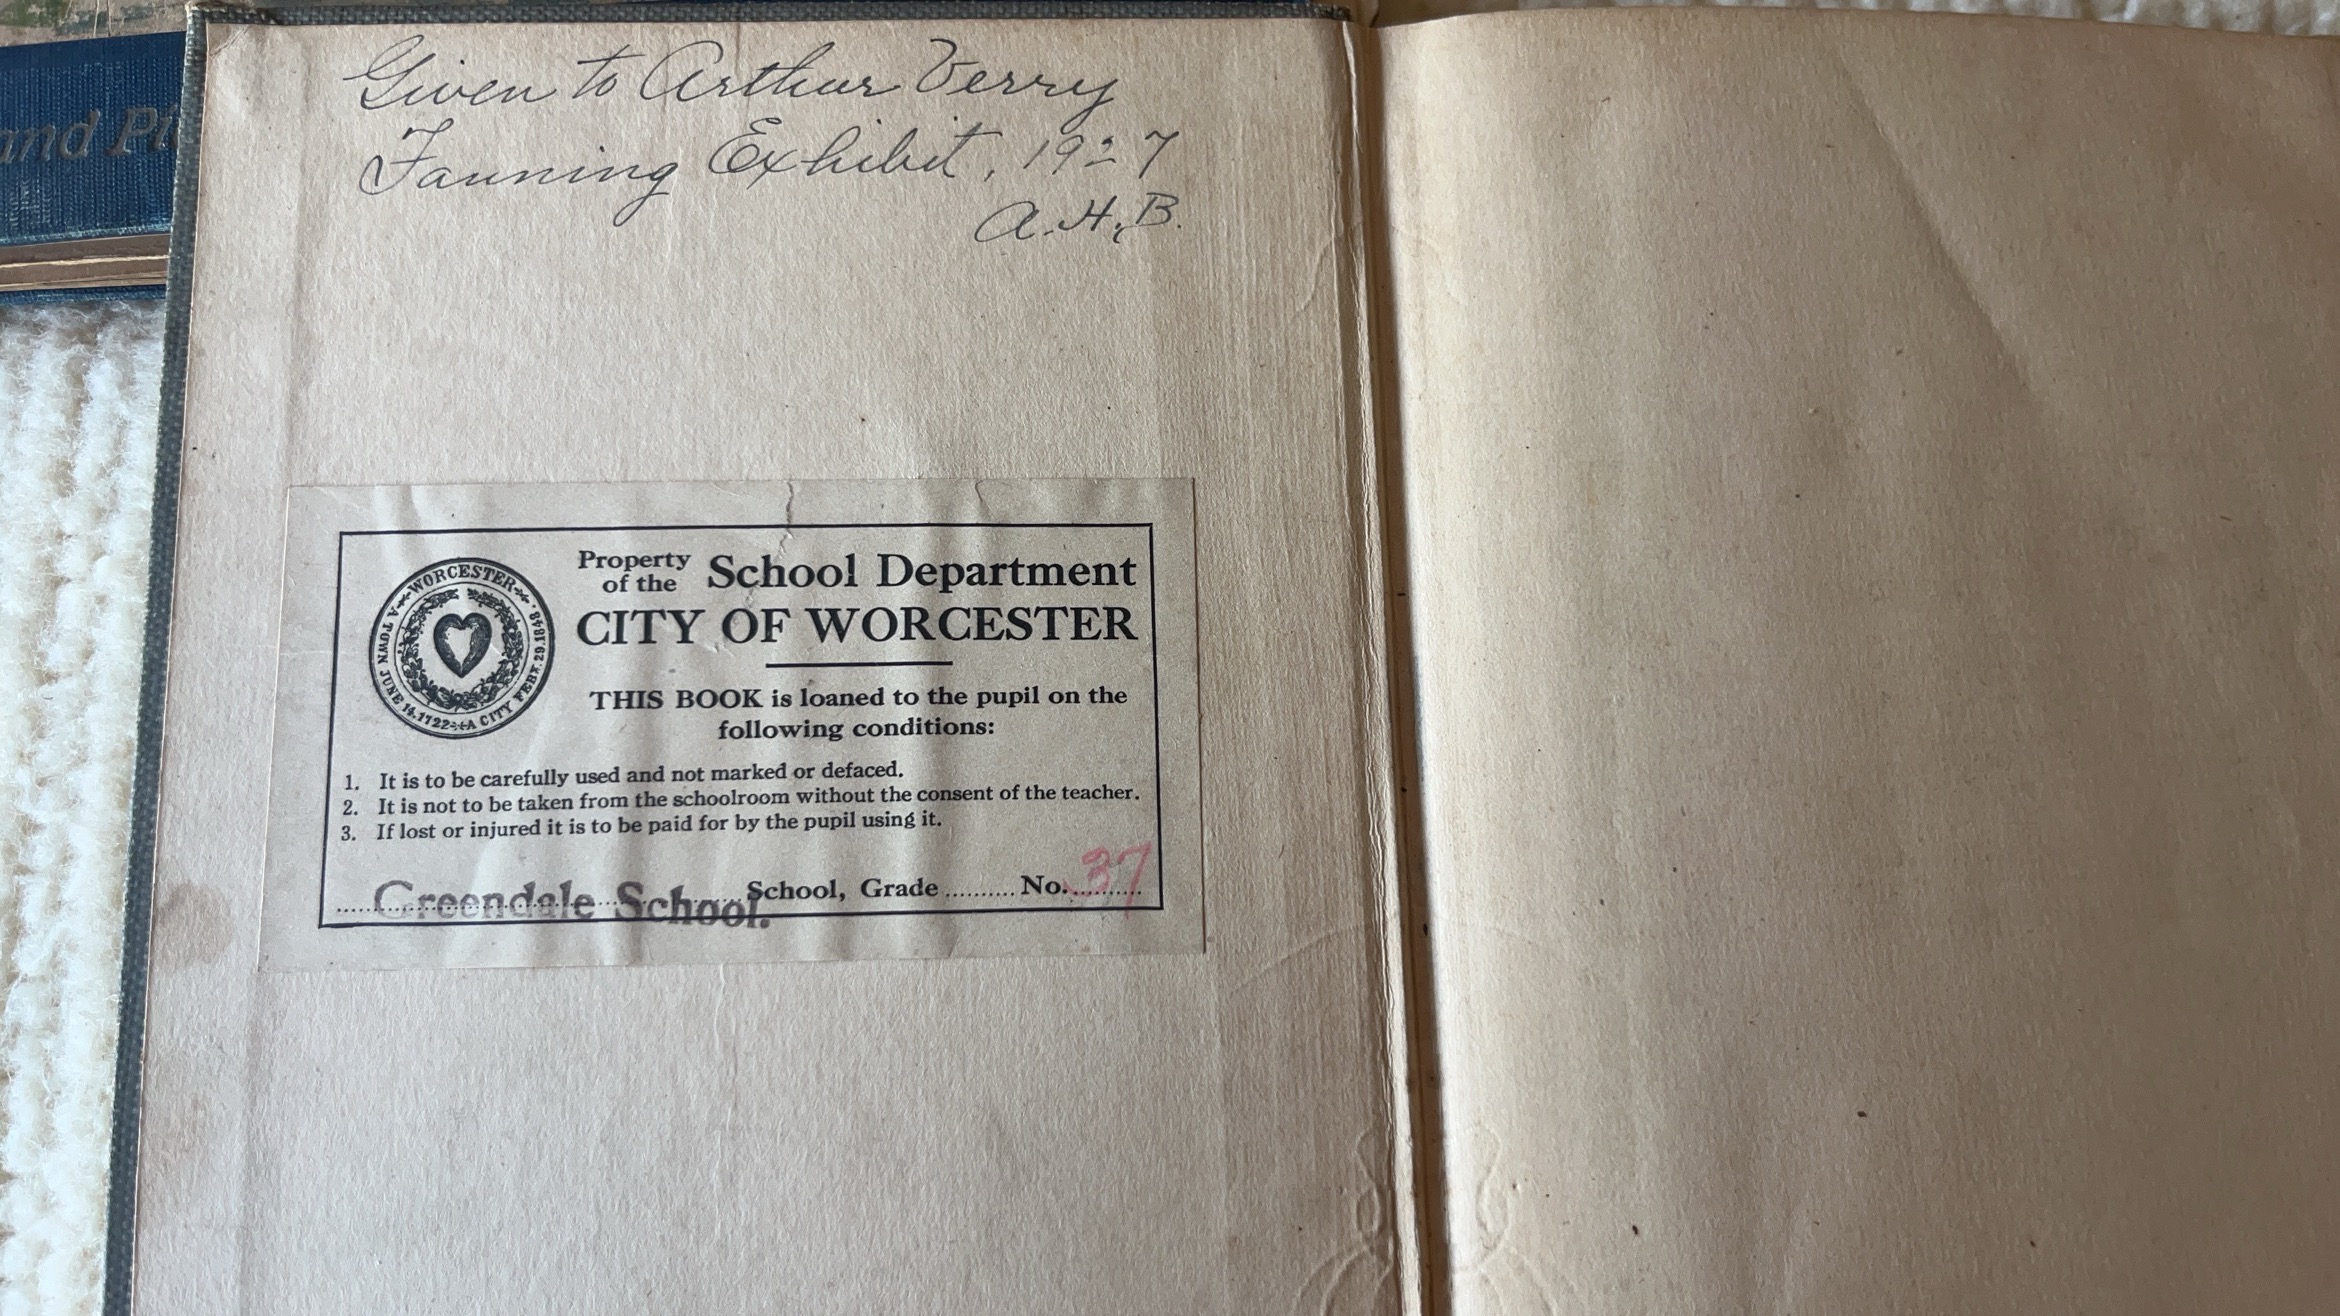 and Pi
Given to Arthur Verry
Fanning Exhibit, 1927
A.H.B.
WORCESTER
A TOWN JUNE 14.1722
A CITY FEBY. 29.1848.
Property of the School Department
CITY OF WORCESTER
THIS BOOK is loaned to the pupil on the
following conditions:
1. It is to be carefully used and not marked or defaced.
2. It is not to be taken from the schoolroom without the consent of the teacher.
3. If lost or injured it is to be paid for by the pupil using it.
Greendale School. School, Grade .......... No. 37